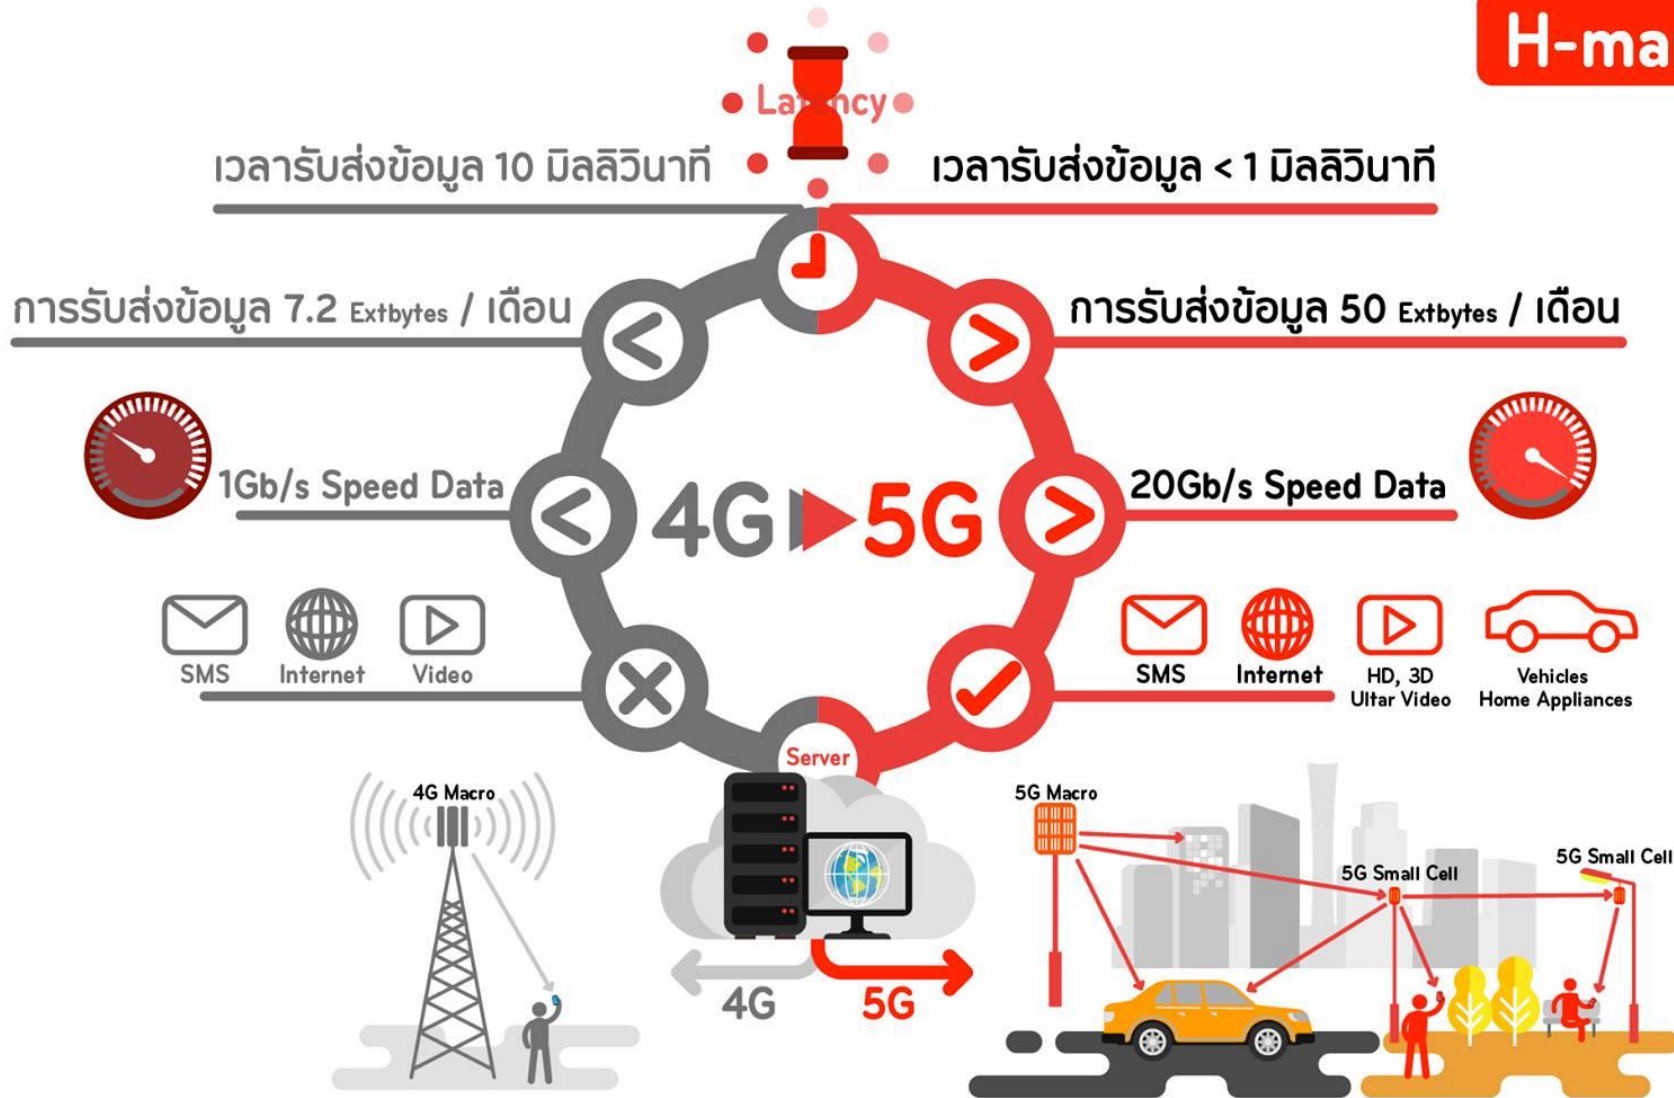 H-ma
Latency
เวลารับส่งข้อมูล 10 มิลลิวินาที
เวลารับส่งข้อมูล < 1 มิลลิวินาที
การรับส่งข้อมูล 7.2 Extbytes / เดือน
การรับส่งข้อมูล 50 Extbytes / เดือน
1Gb/s Speed Data
4G 5G
20Gb/s Speed Data
SMS
Internet
Video
SMS
Internet
HD, 3D
Ultar Video
Vehicles
Home Appliances
Server
4G Macro
5G Macro
5G Small Cell
5G Small Cell
4G
5G